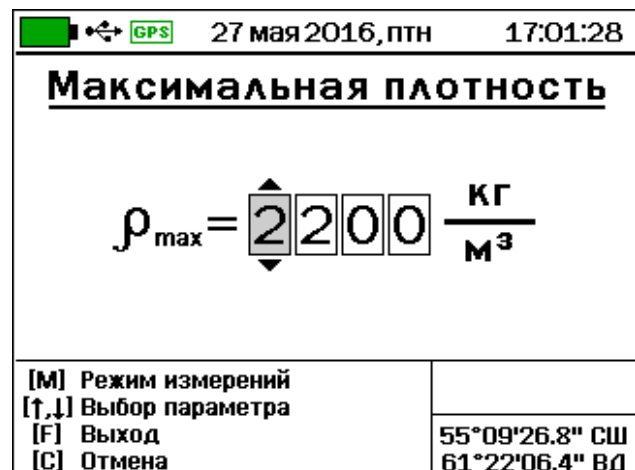 GPS 27 мая 2016, птн 17:01:28
Максимальная плотность
ρmax= 2200 кг/м³
[M] Режим измерений
[↑,↓] Выбор параметра
[F] Выход
[C] Отмена
55°09'26.8" СШ
61°22'06.4" ВД